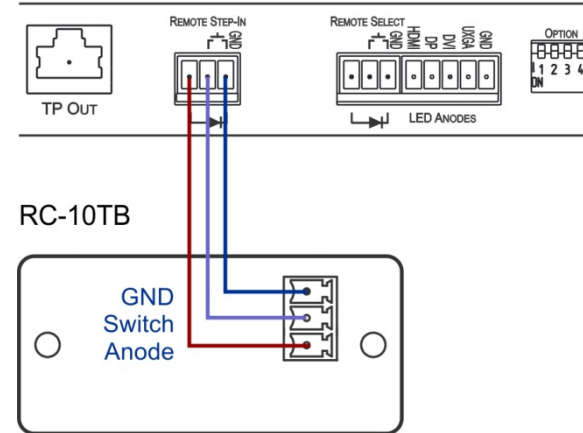 REMOTE STEP-IN
GND
TP OUT
REMOTE SELECT
GND
HDMI
DP
DVI
UXGA
GND
LED ANODES
OPTION
1 2 3 4
ON
RC-10TB
GND
Switch
Anode